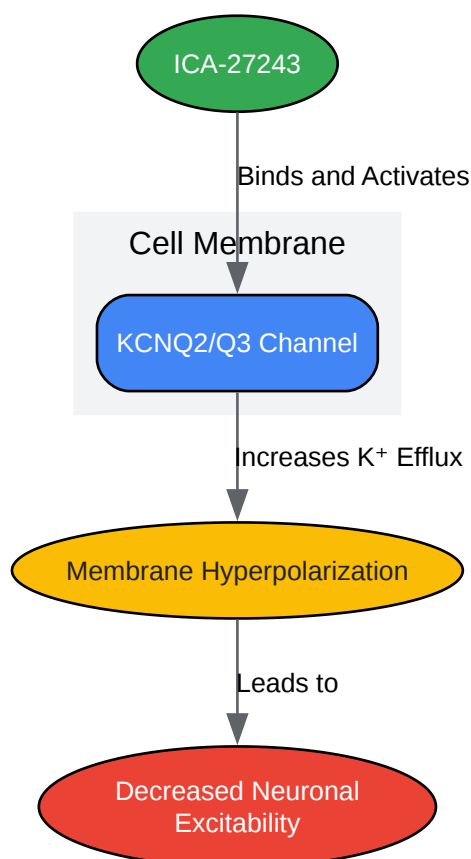 ICA-27243
Binds and Activates
Cell Membrane
KCNQ2/Q3 Channel
Increases K⁺ Efflux
Membrane Hyperpolarization
Leads to
Decreased Neuronal
Excitability